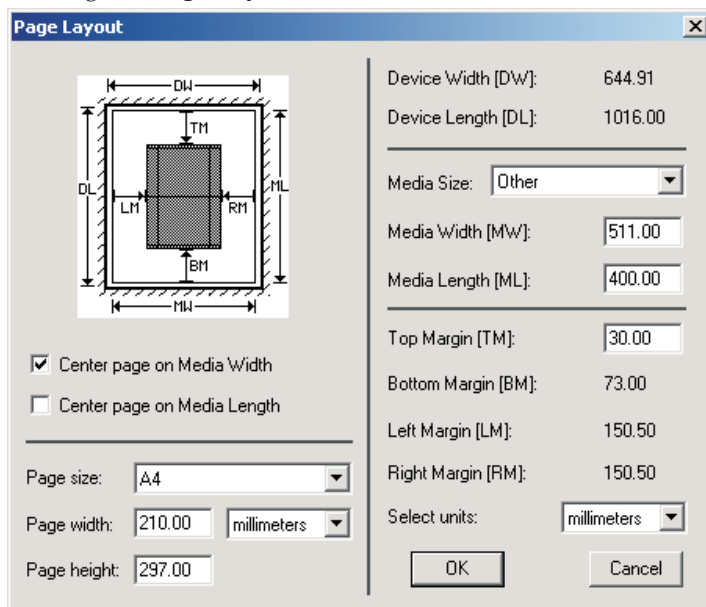 Page Layout
DW
TM
DL
ML
LM
RM
BM
MW
Center page on Media Width
Center page on Media Length
Page size: A4
Page width: 210.00 millimeters
Page height: 297.00
Device Width [DW]: 644.91
Device Length [DL]: 1016.00
Media Size: Other
Media Width [MW]: 511.00
Media Length [ML]: 400.00
Top Margin [TM]: 30.00
Bottom Margin [BM]: 73.00
Left Margin [LM]: 150.50
Right Margin [RM]: 150.50
Select units: millimeters
OK Cancel